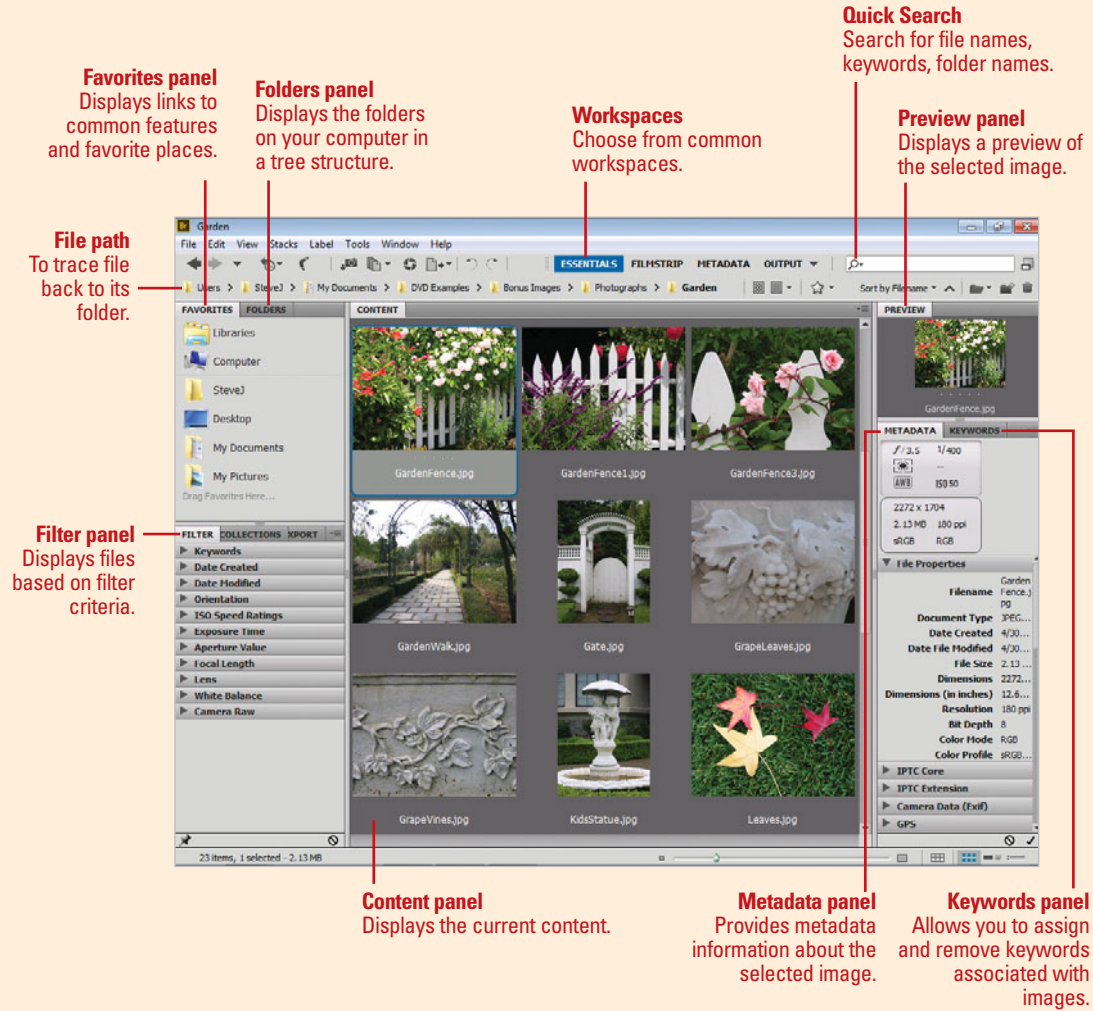 Quick Search
Search for file names,
keywords, folder names.
Favorites panel
Displays links to
common features
and favorite places.
Folders panel
Displays the folders
on your computer in
a tree structure.
Workspaces
Choose from common
workspaces.
Preview panel
Displays a preview of
the selected image.
File path
To trace file
back to its
folder.
Filter panel
Displays files
based on filter
criteria.
Br Garden
File Edit View Stacks Label Tools Window Help
ESSENTIALS FILMSTRIP METADATA OUTPUT
Users > SteveJ > My Documents > DVD Examples > Bonus Images > Photographs > Garden
Sort by Filename
FAVORITES FOLDERS
Libraries
Computer
SteveJ
Desktop
My Documents
My Pictures
Drag Favorites Here...
FILTER COLLECTIONS XPORT
Keywords
Date Created
Date Modified
Orientation
ISO Speed Ratings
Exposure Time
Aperture Value
Focal Length
Lens
White Balance
Camera Raw
CONTENT
GardenFence.jpg GardenFence1.jpg GardenFence3.jpg
GardenWalk.jpg Gate.jpg GrapeLeaves.jpg
GrapeVines.jpg KidsStatue.jpg Leaves.jpg
PREVIEW
GardenFence.jpg
METADATA KEYWORDS
f/3.5 1/400
--
AWB ISO 50
2272 x 1704
2.13 MB 180 ppi
sRGB RGB
File Properties
Garden
Filename Fence.j
pg
Document Type JPEG...
Date Created 4/30...
Date File Modified 4/30...
File Size 2.13 ...
Dimensions 2272...
Dimensions (in inches) 12.6...
Resolution 180 ppi
Bit Depth 8
Color Mode RGB
Color Profile sRGB...
IPTC Core
IPTC Extension
Camera Data (Exif)
GPS
23 items, 1 selected - 2.13 MB
Content panel
Displays the current content.
Metadata panel
Provides metadata
information about the
selected image.
Keywords panel
Allows you to assign
and remove keywords
associated with
images.